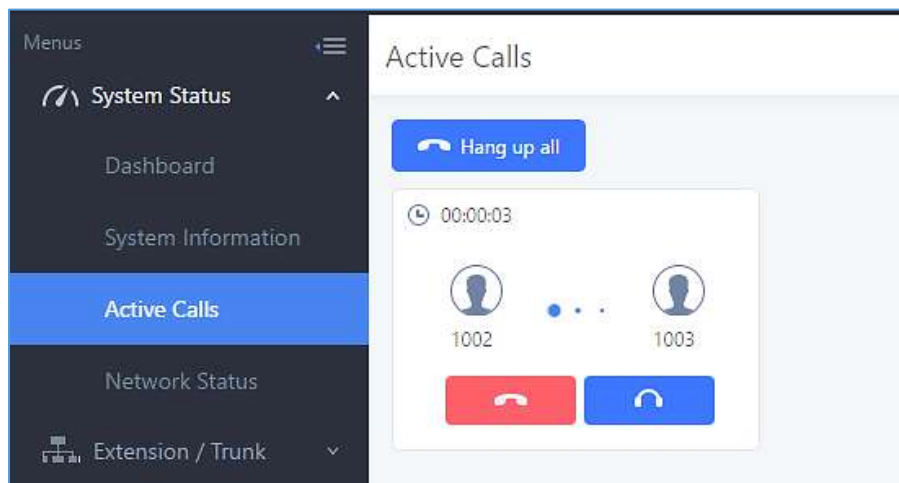 Menus
System Status
Dashboard
System Information
Active Calls
Network Status
Extension / Trunk
Active Calls
Hang up all
00:00:03
1002 1003